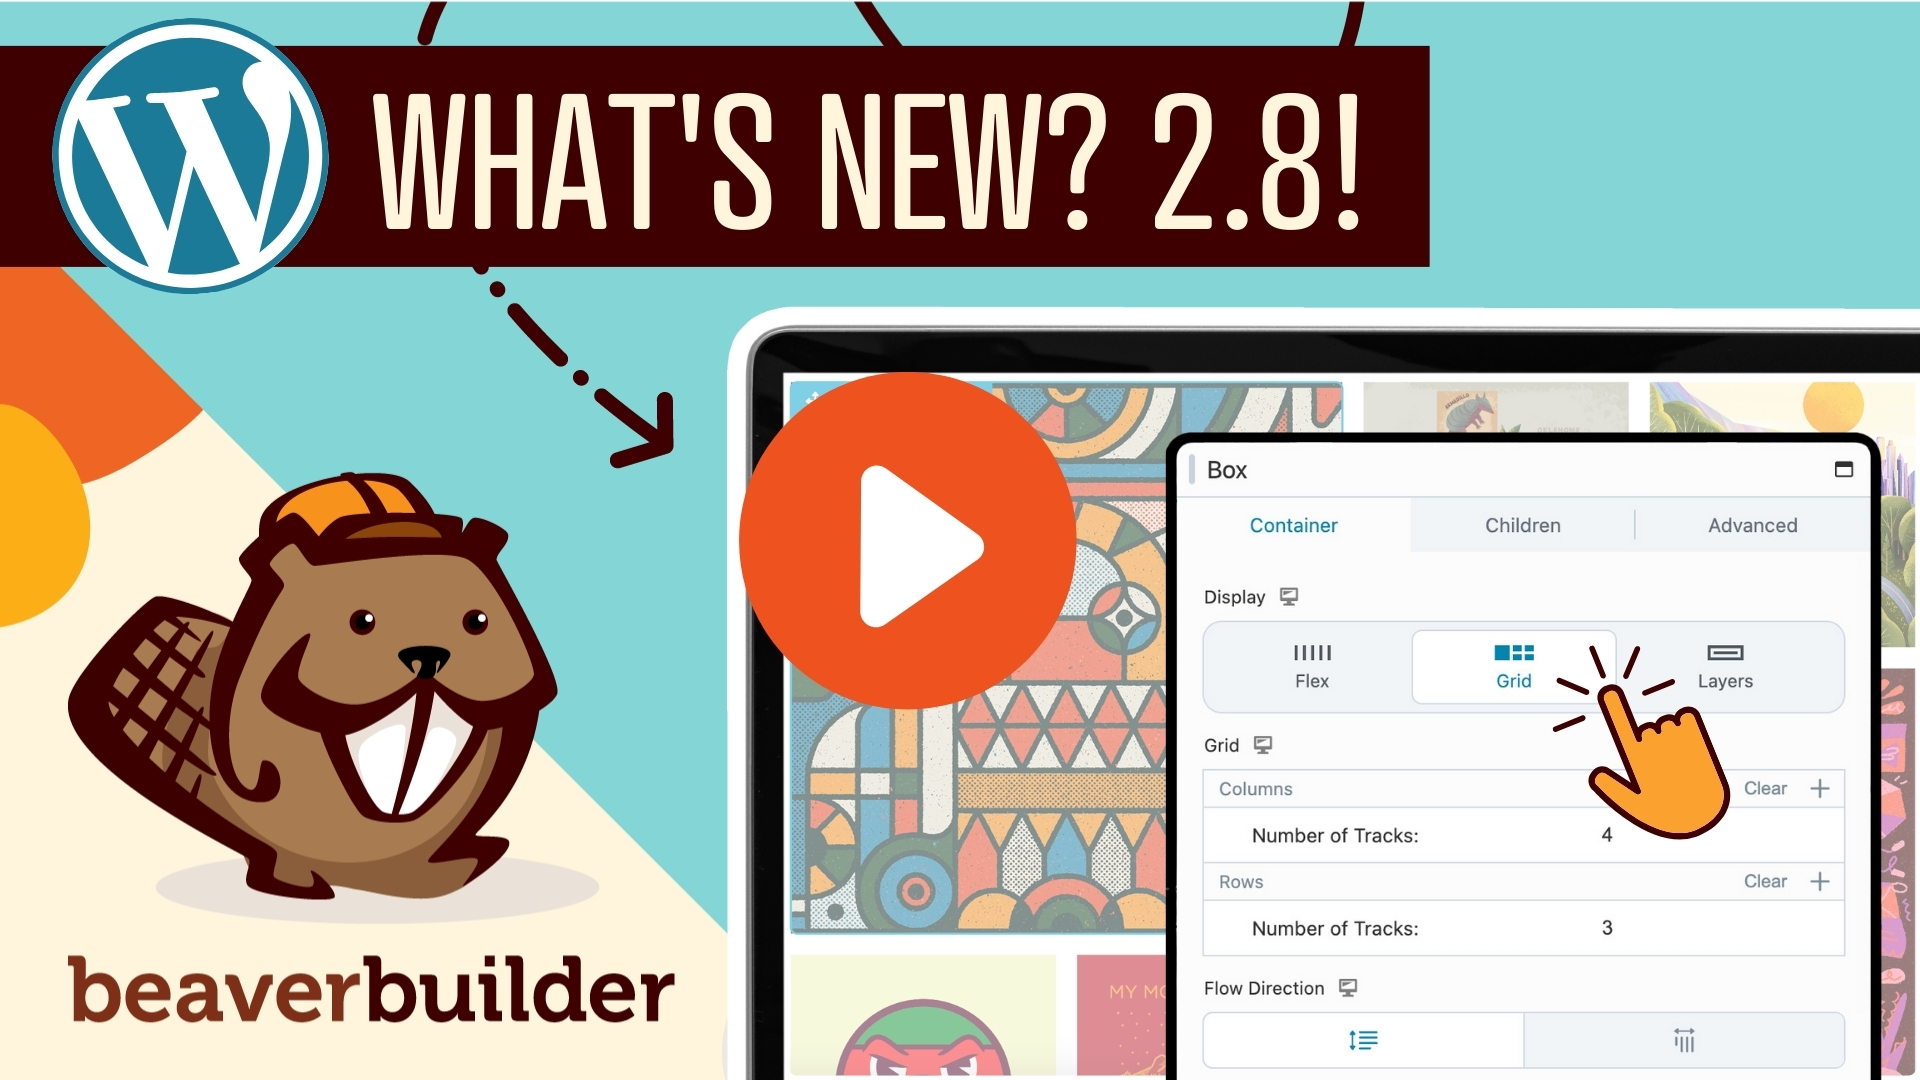 WHAT'S NEW? 2.8!
beaverbuilder
MY MO
Box
Container Children Advanced
Display
Flex Grid Layers
Grid
Columns Clear +
Number of Tracks: 4
Rows Clear +
Number of Tracks: 3
Flow Direction